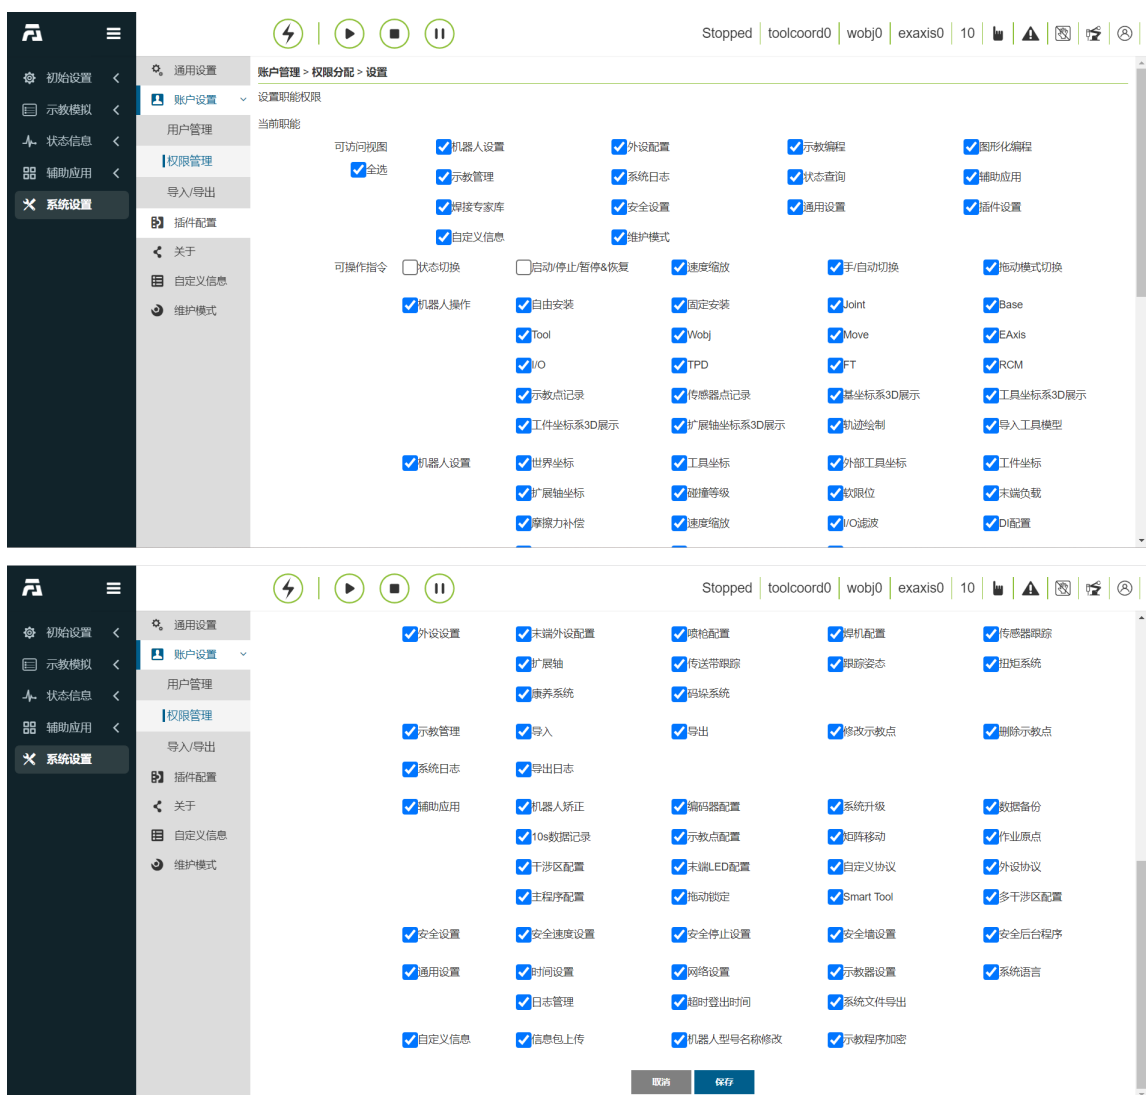 Stopped toolcoord0 wobj0 exaxis0 10
初始设置
示教模拟
状态信息
辅助应用
系统设置
通用设置
账户设置
用户管理
权限管理
导入/导出
插件配置
关于
自定义信息
维护模式
账户管理 > 权限分配 > 设置
设置职能权限
当前职能
可访问视图 机器人设置 外设配置 示教编程 图形化编程
全选
示教管理 系统日志 状态查询 辅助应用
焊接专家库 安全设置 通用设置 插件设置
自定义信息 维护模式
可操作指令 状态切换 启动/停止/暂停&恢复 速度缩放 手/自动切换 拖动模式切换
机器人操作 自由安装 固定安装 Joint Base
Tool Wobj Move EAxis
I/O TPD FT RCM
示教点记录 传感器点记录 基坐标系3D展示 工具坐标系3D展示
工件坐标系3D展示 扩展轴坐标系3D展示 轨迹绘制 导入工具模型
机器人设置 世界坐标 工具坐标 外部工具坐标 工件坐标
扩展轴坐标 碰撞等级 软限位 末端负载
摩擦力补偿 速度缩放 I/O滤波 DI配置
Stopped toolcoord0 wobj0 exaxis0 10
初始设置
示教模拟
状态信息
辅助应用
系统设置
通用设置
账户设置
用户管理
权限管理
导入/导出
插件配置
关于
自定义信息
维护模式
外设设置 末端外设配置 喷枪配置 焊机配置 传感器跟踪
扩展轴 传送带跟踪 跟踪姿态 扭矩系统
康养系统 码垛系统
示教管理 导入 导出 修改示教点 删除示教点
系统日志 导出日志
辅助应用 机器人矫正 编码器配置 系统升级 数据备份
10s数据记录 示教点配置 矩阵移动 作业原点
干涉区配置 末端LED配置 自定义协议 外设协议
主程序配置 拖动锁定 Smart Tool 多干涉区配置
安全设置 安全速度设置 安全停止设置 安全墙设置 安全后台程序
通用设置 时间设置 网络设置 示教器设置 系统语言
日志管理 超时登出时间 系统文件导出
自定义信息 信息包上传 机器人型号名称修改 示教程序加密
取消 保存